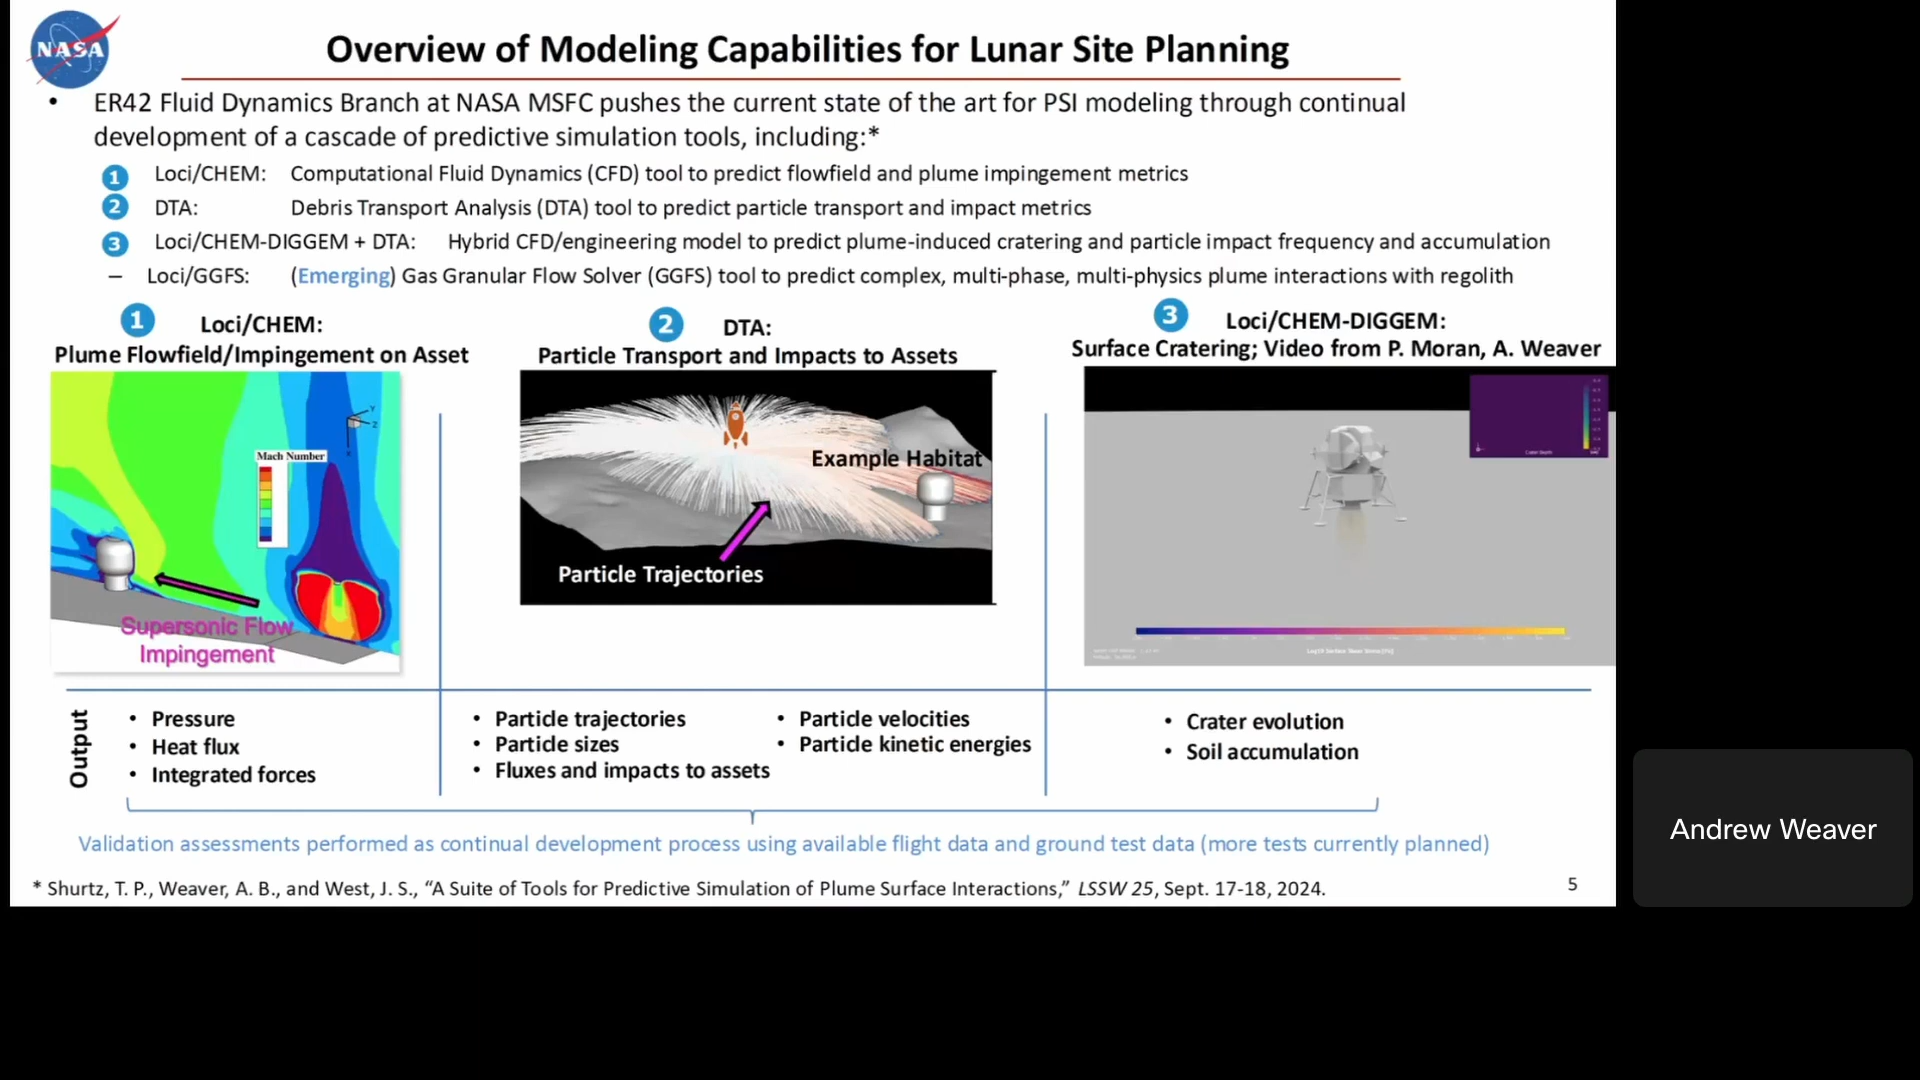 NASA
Overview of Modeling Capabilities for Lunar Site Planning
• ER42 Fluid Dynamics Branch at NASA MSFC pushes the current state of the art for PSI modeling through continual
development of a cascade of predictive simulation tools, including:*
1 Loci/CHEM: Computational Fluid Dynamics (CFD) tool to predict flowfield and plume impingement metrics
2 DTA: Debris Transport Analysis (DTA) tool to predict particle transport and impact metrics
3 Loci/CHEM-DIGGEM + DTA: Hybrid CFD/engineering model to predict plume-induced cratering and particle impact frequency and accumulation
– Loci/GGFS: (Emerging) Gas Granular Flow Solver (GGFS) tool to predict complex, multi-phase, multi-physics plume interactions with regolith
1 Loci/CHEM:
Plume Flowfield/Impingement on Asset
Mach Number
Supersonic Flow
Impingement
2 DTA:
Particle Transport and Impacts to Assets
Example Habitat
Particle Trajectories
3 Loci/CHEM-DIGGEM:
Surface Cratering; Video from P. Moran, A. Weaver
Output
• Pressure
• Heat flux
• Integrated forces
• Particle trajectories
• Particle sizes
• Fluxes and impacts to assets
• Particle velocities
• Particle kinetic energies
• Crater evolution
• Soil accumulation
Validation assessments performed as continual development process using available flight data and ground test data (more tests currently planned)
* Shurtz, T. P., Weaver, A. B., and West, J. S., “A Suite of Tools for Predictive Simulation of Plume Surface Interactions,” LSSW 25, Sept. 17-18, 2024.
5
Andrew Weaver